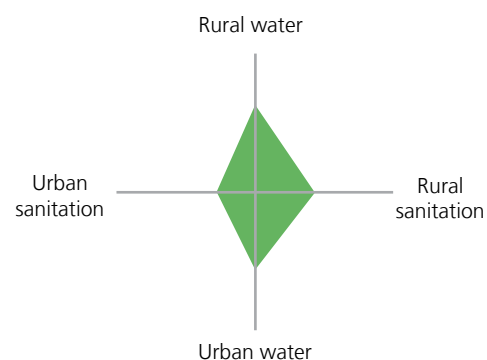 Rural water
Urban
sanitation
Rural
sanitation
Urban water